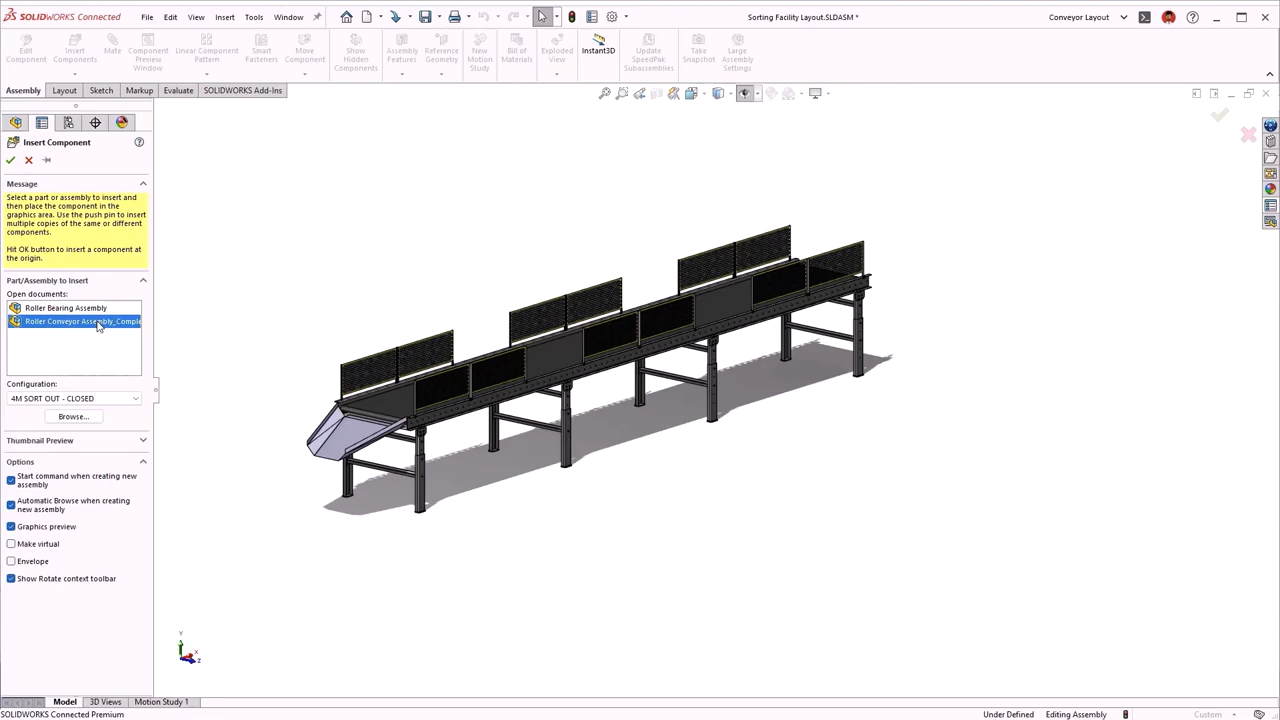 SOLIDWORKS Connected
File Edit View Insert Tools Window
Sorting Facility Layout.SLDASM *
Conveyor Layout
Edit Component
Insert Components
Mate
Component Preview Window
Linear Component Pattern
Smart Fasteners
Move Component
Show Hidden Components
Assembly Features
Reference Geometry
New Motion Study
Bill of Materials
Exploded View
Instant3D
Update SpeedPak Subassemblies
Take Snapshot
Large Assembly Settings
Assembly Layout Sketch Markup Evaluate SOLIDWORKS Add-Ins
Insert Component
Message
Select a part or assembly to insert and
then place the component in the
graphics area. Use the push pin to insert
multiple copies of the same or different
components.
Hit OK button to insert a component at
the origin.
Part/Assembly to Insert
Open documents:
Roller Bearing Assembly
Roller Conveyor Assembly_Comple
Configuration:
4M SORT OUT - CLOSED
Browse...
Thumbnail Preview
Options
Start command when creating new
assembly
Automatic Browse when creating
new assembly
Graphics preview
Make virtual
Envelope
Show Rotate context toolbar
Y
X
Z
Model 3D Views Motion Study 1
SOLIDWORKS Connected Premium
Under Defined Editing Assembly Custom